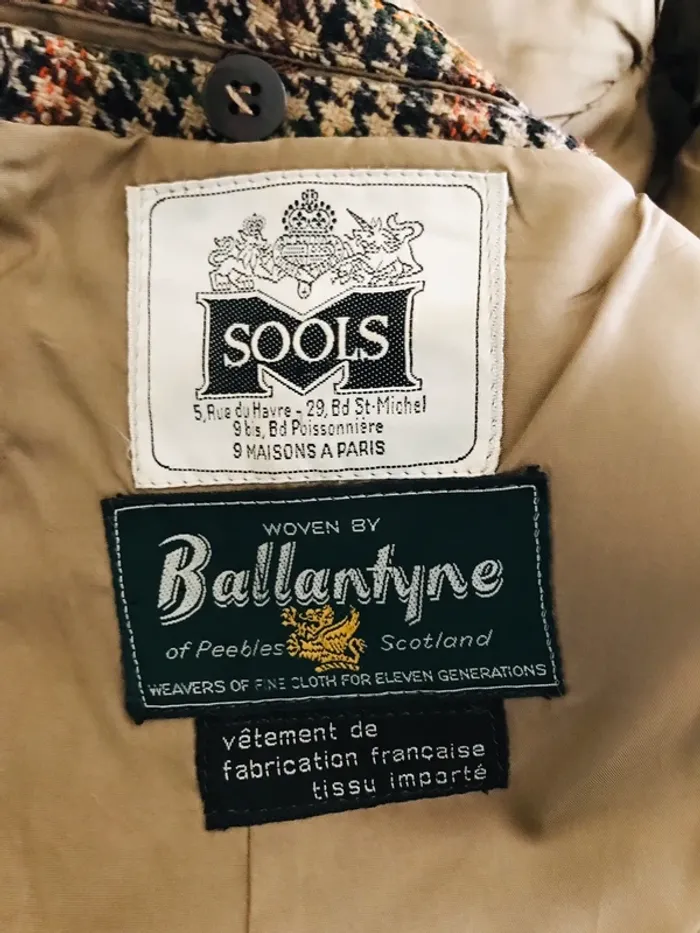 M
SOOLS
5, Rue du Havre - 29, Bd St-Michel
9 bis, Bd Poissonnière
9 MAISONS A PARIS
WOVEN BY
Ballantyne
of Peebles Scotland
WEAVERS OF FINE CLOTH FOR ELEVEN GENERATIONS
vêtement de
fabrication française
tissu importé